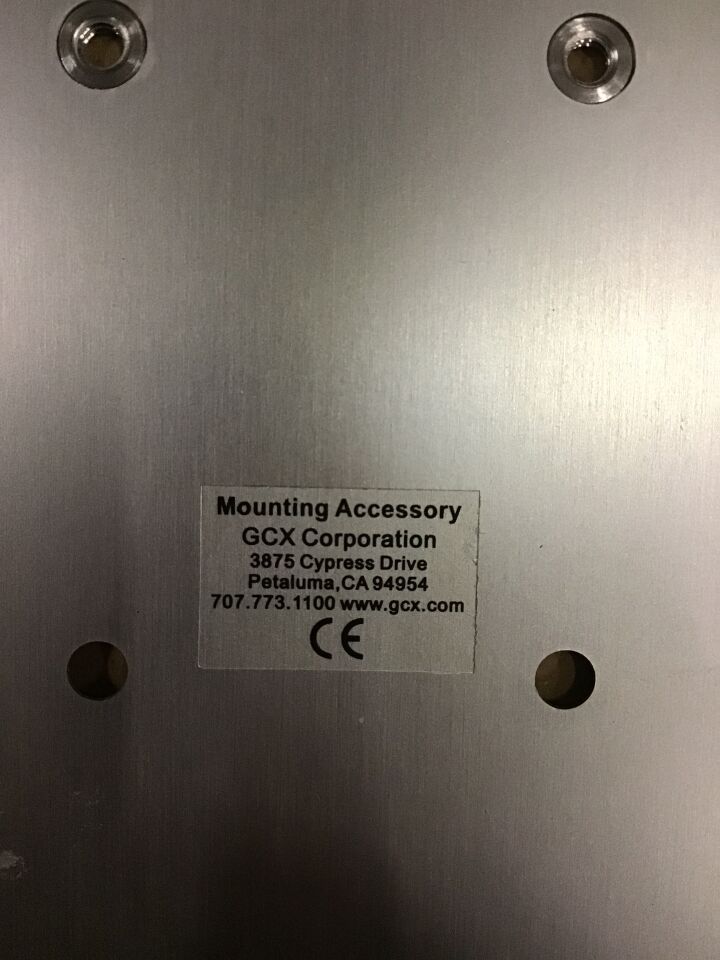 Mounting Accessory
GCX Corporation
3875 Cypress Drive
Petaluma,CA 94954
707.773.1100 www.gcx.com
CE